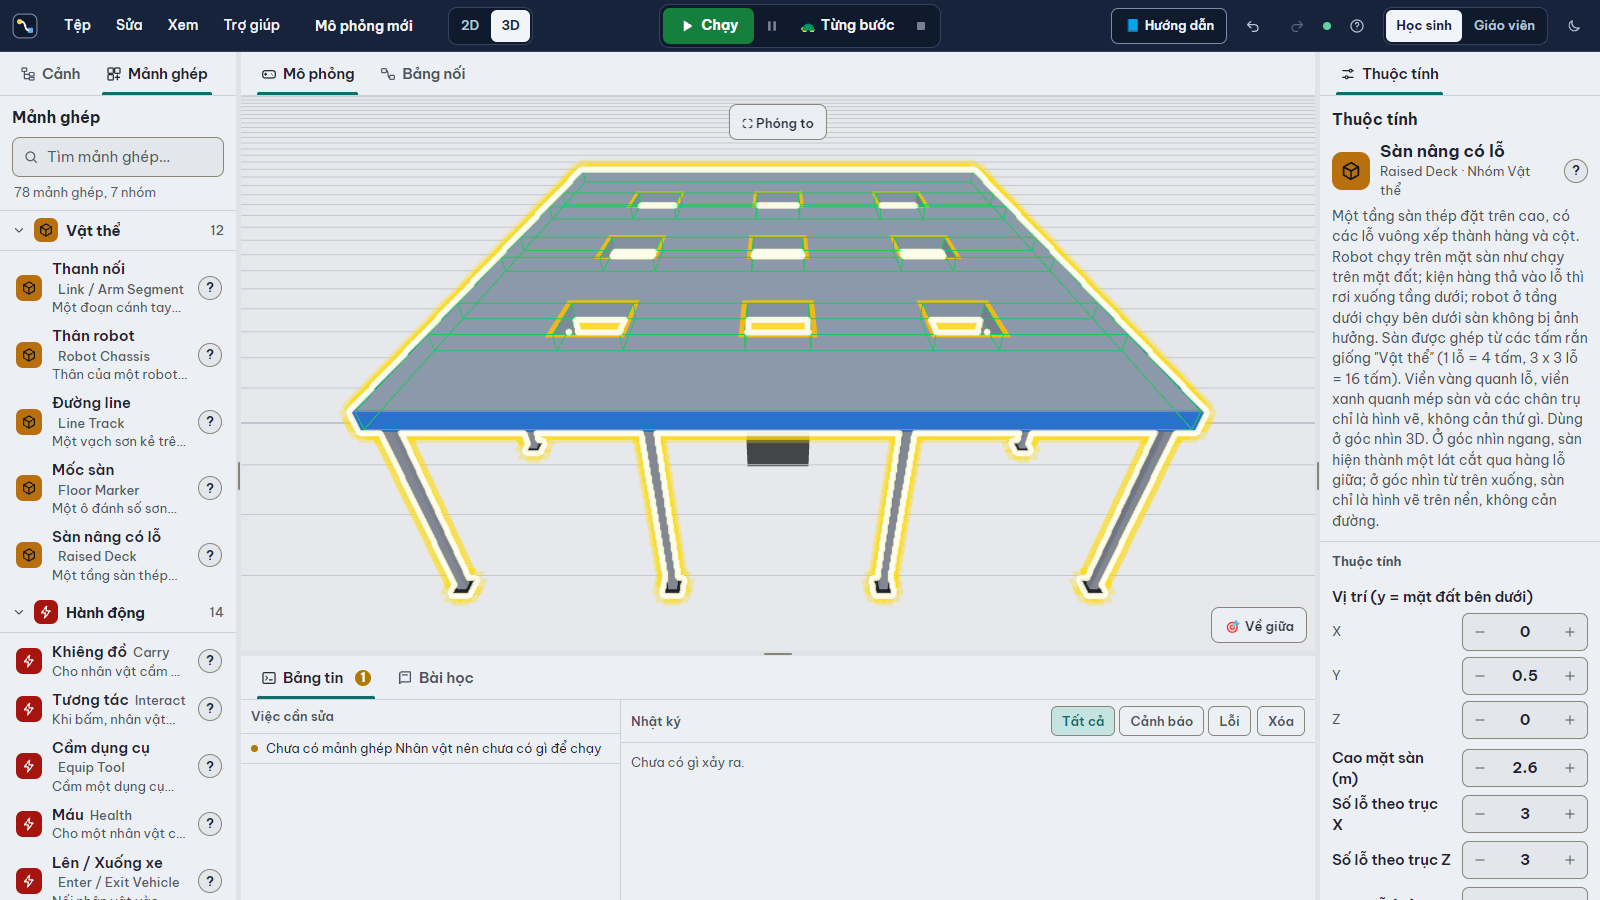 Tệp Sửa Xem Trợ giúp Mô phỏng mới 2D 3D Chạy Từng bước Hướng dẫn Học sinh Giáo viên
Cảnh Mảnh ghép
Mảnh ghép
Tìm mảnh ghép...
78 mảnh ghép, 7 nhóm
Vật thể 12
Thanh nối
Link / Arm Segment
Một đoạn cánh tay...
?
Thân robot
Robot Chassis
Thân của một robot...
?
Đường line
Line Track
Một vạch sơn kẻ trê...
?
Mốc sàn
Floor Marker
Một ô đánh số sơn...
?
Sàn nâng có lỗ
Raised Deck
Một tầng sàn thép...
?
Hành động 14
Khiêng đồ Carry
Cho nhân vật cầm ...
?
Tương tác Interact
Khi bấm, nhân vật...
?
Cầm dụng cụ
Equip Tool
Cầm một dụng cụ...
?
Máu Health
Cho một nhân vật c...
?
Lên / Xuống xe
Enter / Exit Vehicle
?
Mô phỏng Bảng nối
Phóng to
Về giữa
Bảng tin 1 Bài học
Việc cần sửa
Chưa có mảnh ghép Nhân vật nên chưa có gì để chạy
Nhật ký Tất cả Cảnh báo Lỗi Xóa
Chưa có gì xảy ra.
Thuộc tính
Thuộc tính
Sàn nâng có lỗ
Raised Deck · Nhóm Vật
thể
?
Một tầng sàn thép đặt trên cao, có
các lỗ vuông xếp thành hàng và cột.
Robot chạy trên mặt sàn như chạy
trên mặt đất; kiện hàng thả vào lỗ thì
rơi xuống tầng dưới; robot ở tầng
dưới chạy bên dưới sàn không bị ảnh
hưởng. Sàn được ghép từ các tấm rắn
giống "Vật thể" (1 lỗ = 4 tấm, 3 x 3 lỗ
= 16 tấm). Viền vàng quanh lỗ, viền
xanh quanh mép sàn và các chân trụ
chỉ là hình vẽ, không cản thứ gì. Dùng
ở góc nhìn 3D. Ở góc nhìn ngang, sàn
hiện thành một lát cắt qua hàng lỗ
giữa; ở góc nhìn từ trên xuống, sàn
chỉ là hình vẽ trên nền, không cản
đường.
Thuộc tính
Vị trí (y = mặt đất bên dưới)
X − 0 +
Y − 0.5 +
Z − 0 +
Cao mặt sàn
(m) − 2.6 +
Số lỗ theo trục
X − 3 +
Số lỗ theo trục Z − 3 +